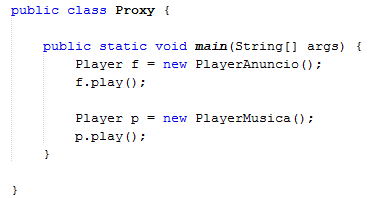 public class Proxy {
public static void main(String[] args) {
Player f = new PlayerAnuncio();
f.play();
Player p = new PlayerMusica();
p.play();
}
}